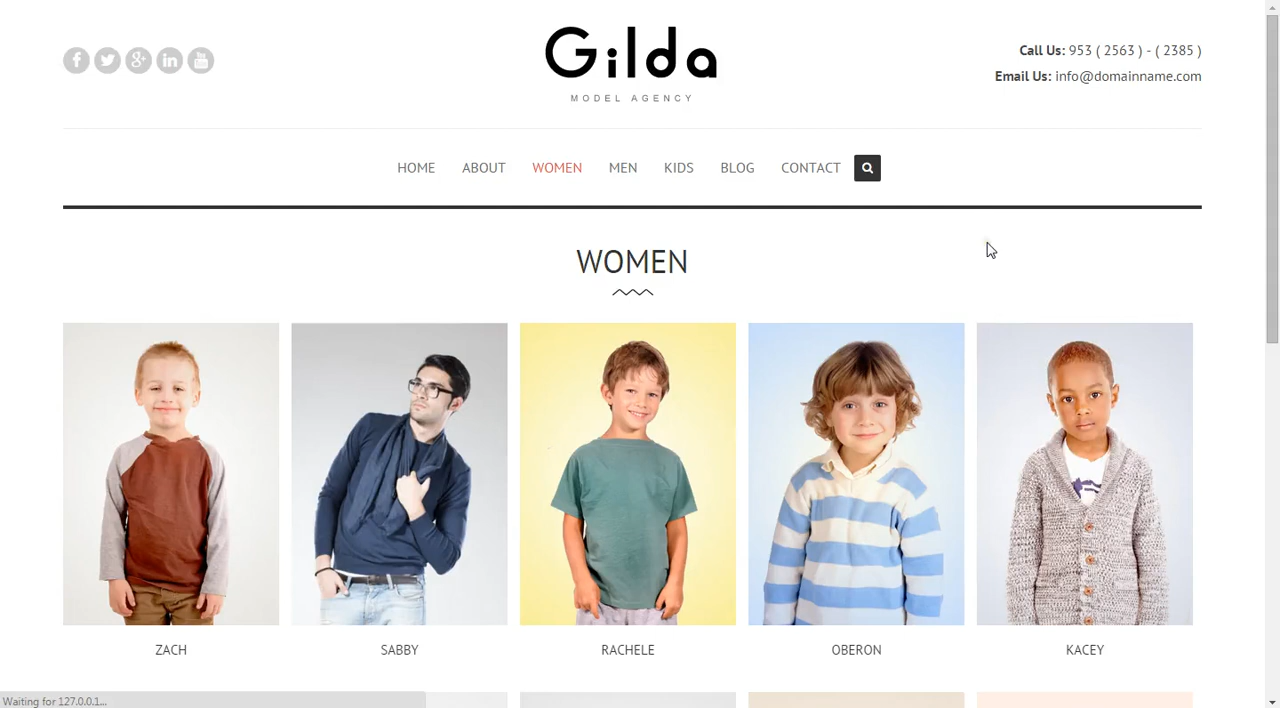 Gilda
MODEL AGENCY
Call Us: 953 ( 2563 ) - ( 2385 )
Email Us: info@domainname.com
HOME ABOUT WOMEN MEN KIDS BLOG CONTACT
WOMEN
ZACH SABBY RACHELE OBERON KACEY
Waiting for 127.0.0.1...